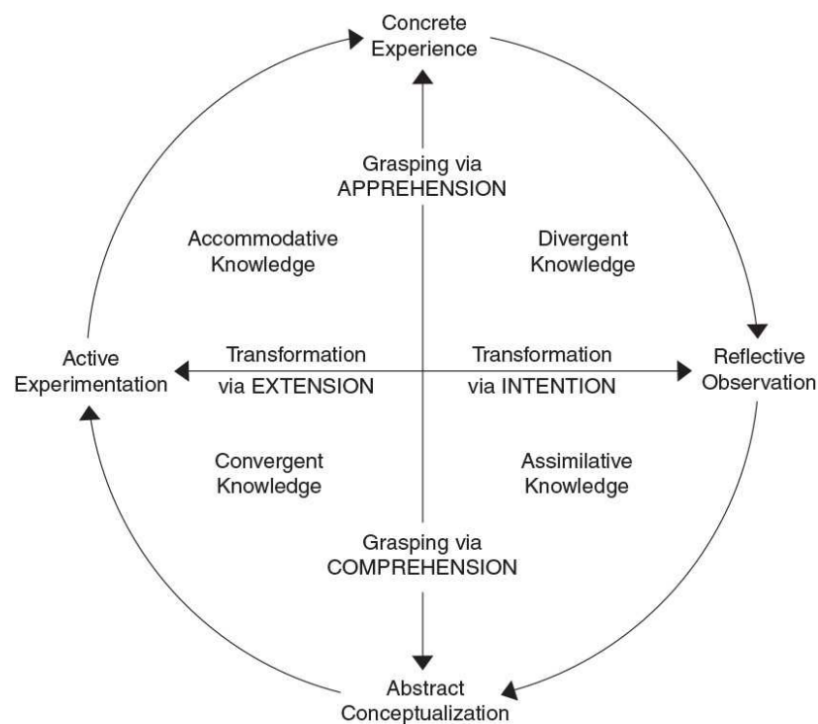 Concrete
Experience
Grasping via
APPREHENSION
Accommodative
Knowledge
Divergent
Knowledge
Active
Experimentation
Transformation
via EXTENSION
Transformation
via INTENTION
Reflective
Observation
Convergent
Knowledge
Assimilative
Knowledge
Grasping via
COMPREHENSION
Abstract
Conceptualization